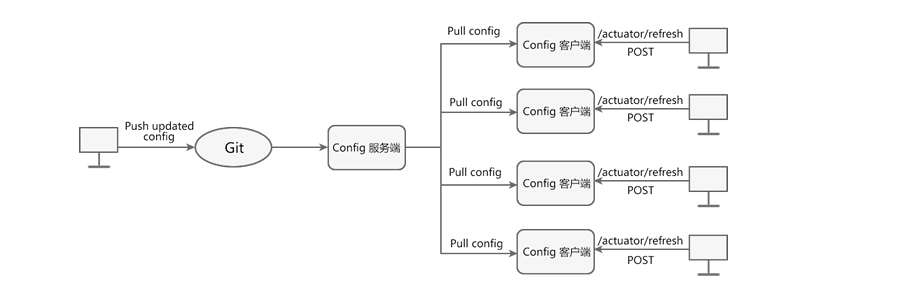 Push updated
config
Git
Config 服务端
Pull config
Config 客户端
/actuator/refresh
POST
Pull config
Config 客户端
/actuator/refresh
POST
Pull config
Config 客户端
/actuator/refresh
POST
Pull config
Config 客户端
/actuator/refresh
POST